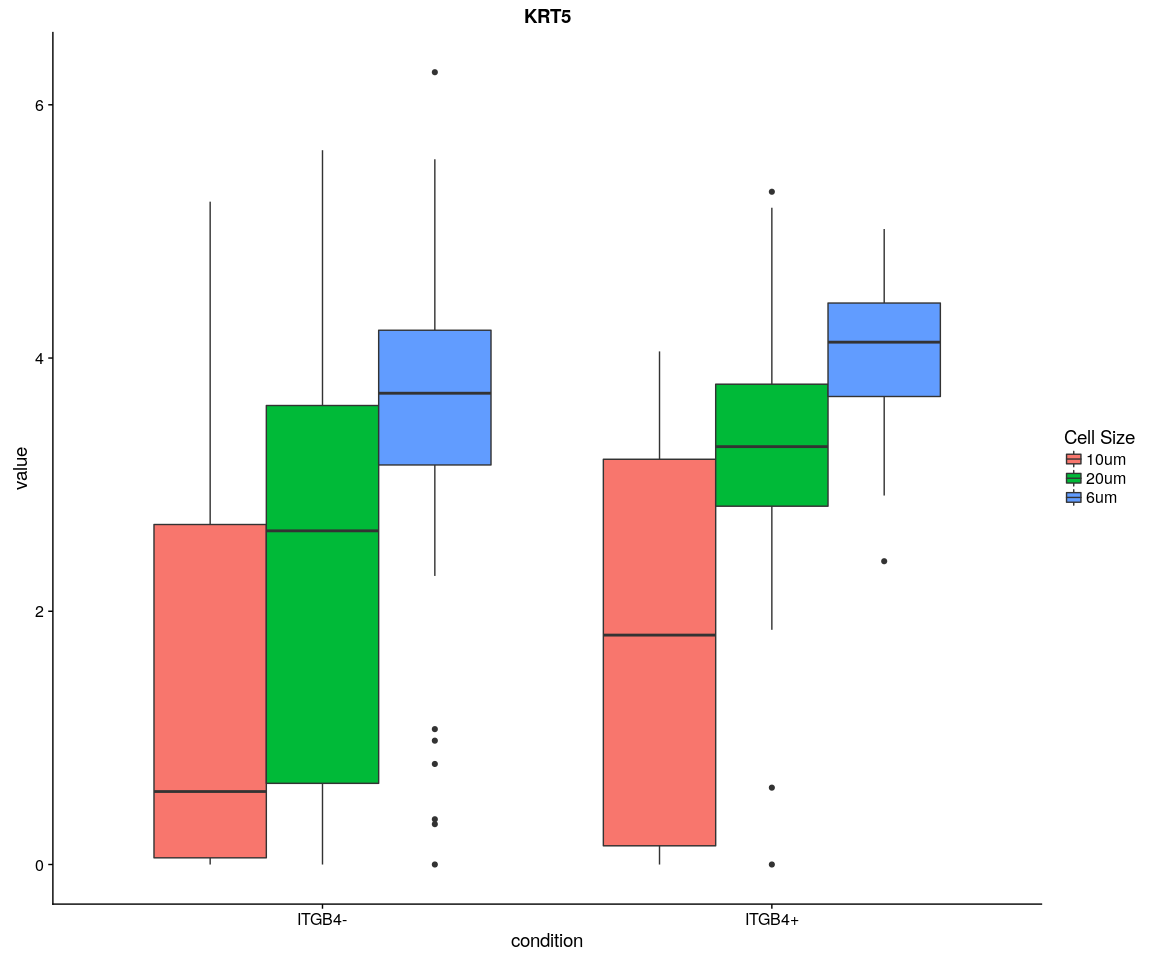 KRT5
6
4
2
0
value
ITGB4-
ITGB4+
condition
Cell Size
10um
20um
6um